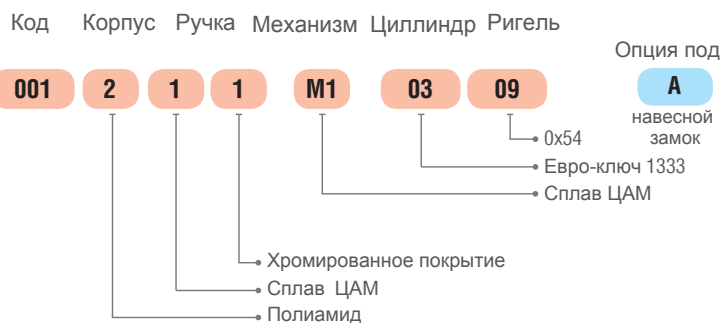 Код Корпус Ручка Механизм Циллиндр Ригель
Опция под
001 2 1 1 М1 03 09 А
навесной
замок
0x54
Евро-ключ 1333
Сплав ЦАМ
Хромированное покрытие
Сплав ЦАМ
Полиамид